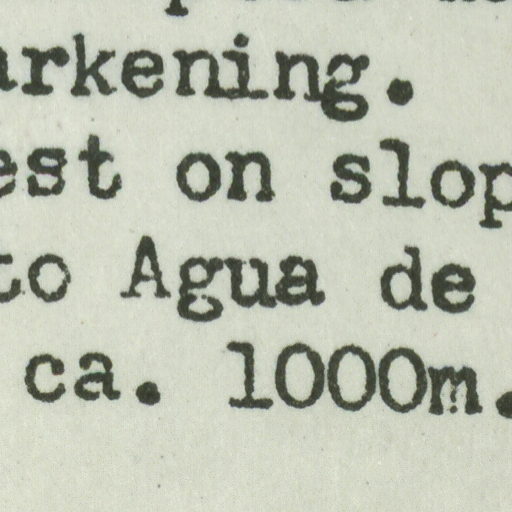 arkening.
est on slop
to Agua de
ca. 1000m.